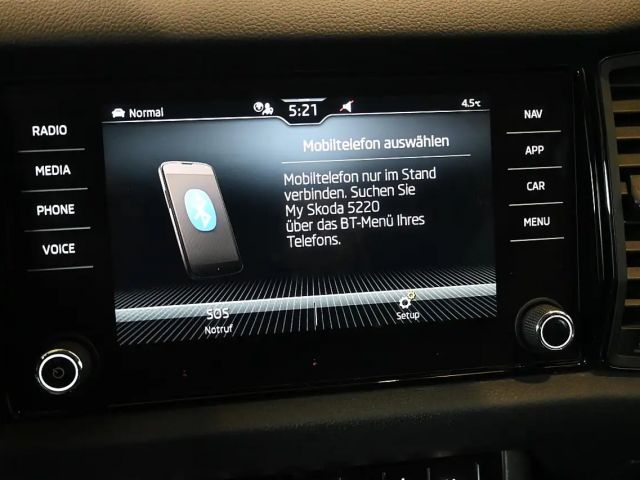 Normal
5:21
4.5°C
RADIO
MEDIA
PHONE
VOICE
Mobiltelefon auswählen
Mobiltelefon nur im Stand
verbinden. Suchen Sie
My Skoda 5220
über das BT-Menü Ihres
Telefons.
SOS
Notruf
Setup
NAV
APP
CAR
MENU